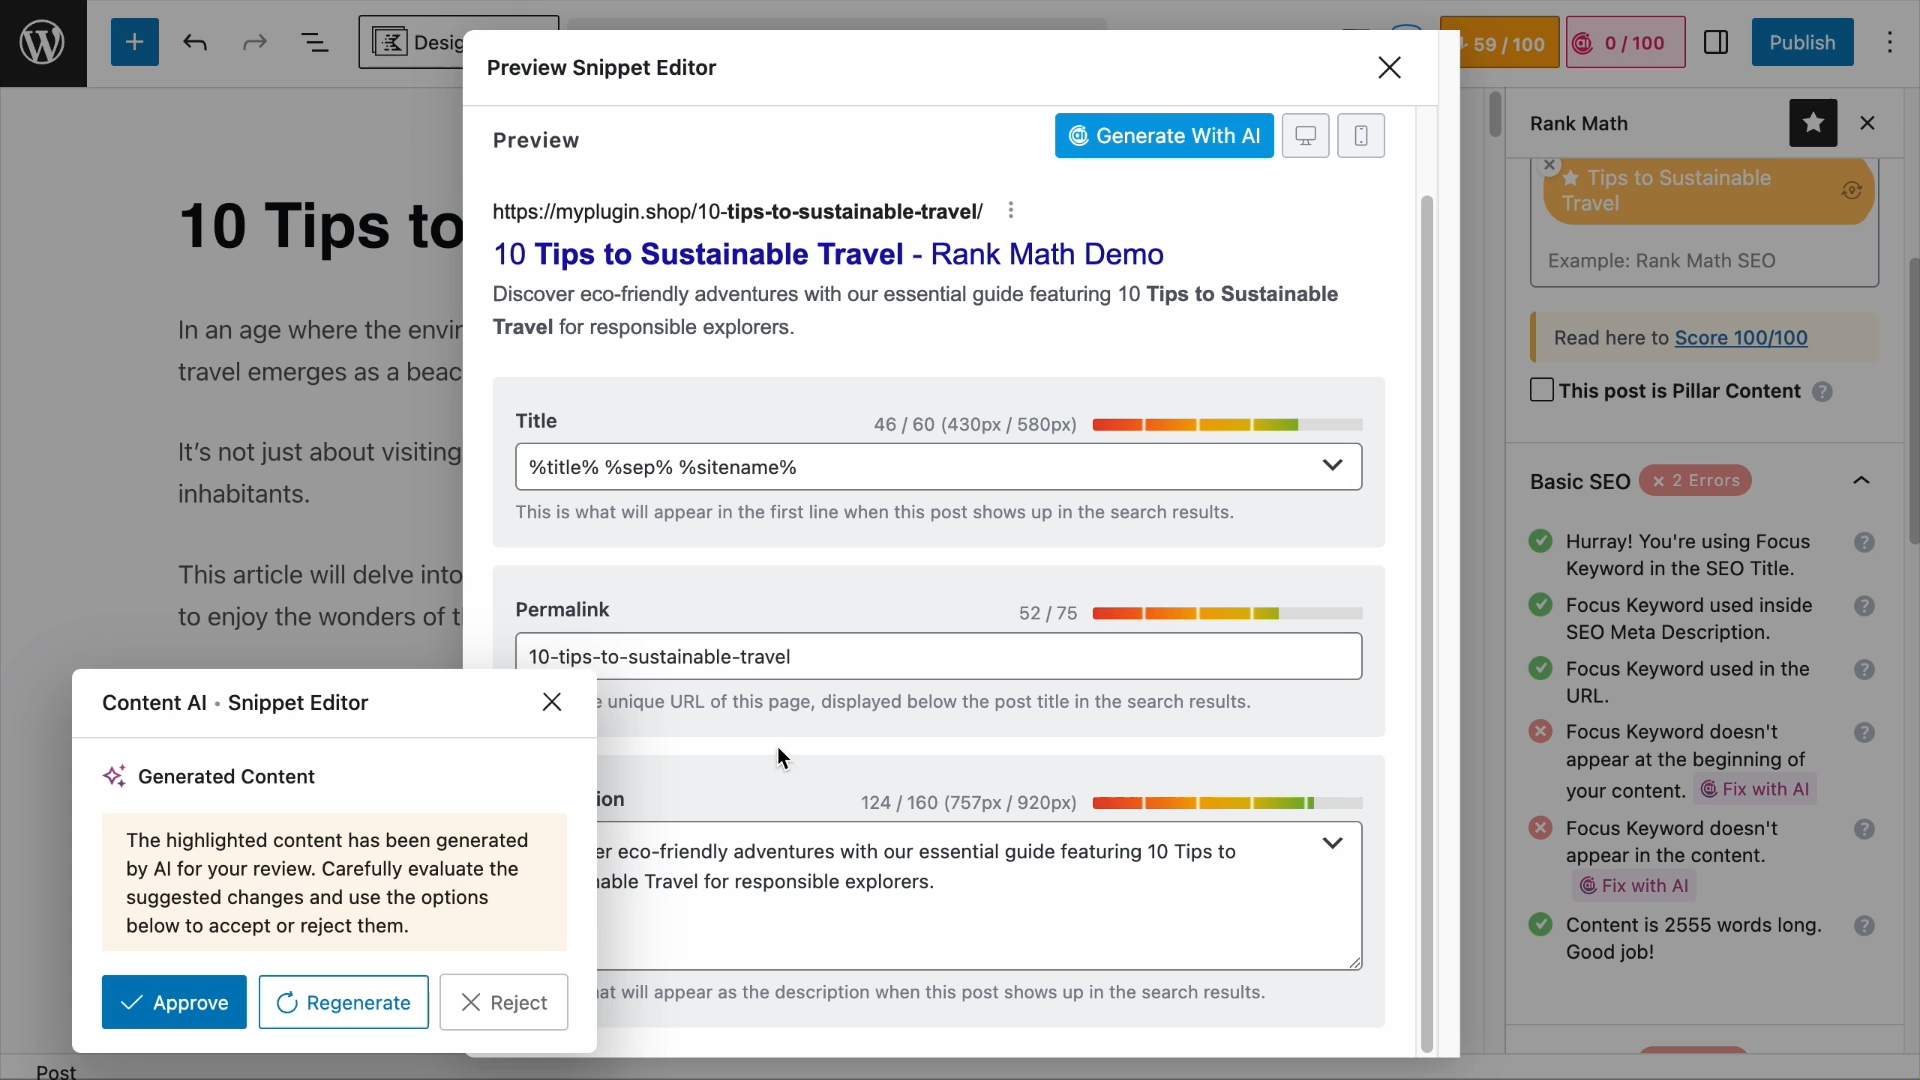 Desig
59 / 100
0 / 100
Publish
Preview Snippet Editor
Preview
Generate With AI
https://myplugin.shop/10-tips-to-sustainable-travel/
10 Tips to Sustainable Travel - Rank Math Demo
Discover eco-friendly adventures with our essential guide featuring 10 Tips to Sustainable
Travel for responsible explorers.
Title
46 / 60 (430px / 580px)
%title% %sep% %sitename%
This is what will appear in the first line when this post shows up in the search results.
Permalink
52 / 75
10-tips-to-sustainable-travel
e unique URL of this page, displayed below the post title in the search results.
ion
124 / 160 (757px / 920px)
er eco-friendly adventures with our essential guide featuring 10 Tips to
able Travel for responsible explorers.
at will appear as the description when this post shows up in the search results.
10 Tips to
In an age where the envir
travel emerges as a beac
It's not just about visiting
inhabitants.
This article will delve into
to enjoy the wonders of t
Content AI • Snippet Editor
Generated Content
The highlighted content has been generated
by AI for your review. Carefully evaluate the
suggested changes and use the options
below to accept or reject them.
Approve
Regenerate
Reject
Post
Rank Math
Tips to Sustainable
Travel
Example: Rank Math SEO
Read here to Score 100/100
This post is Pillar Content
Basic SEO
× 2 Errors
Hurray! You're using Focus
Keyword in the SEO Title.
Focus Keyword used inside
SEO Meta Description.
Focus Keyword used in the
URL.
Focus Keyword doesn't
appear at the beginning of
your content. Fix with AI
Focus Keyword doesn't
appear in the content.
Fix with AI
Content is 2555 words long.
Good job!